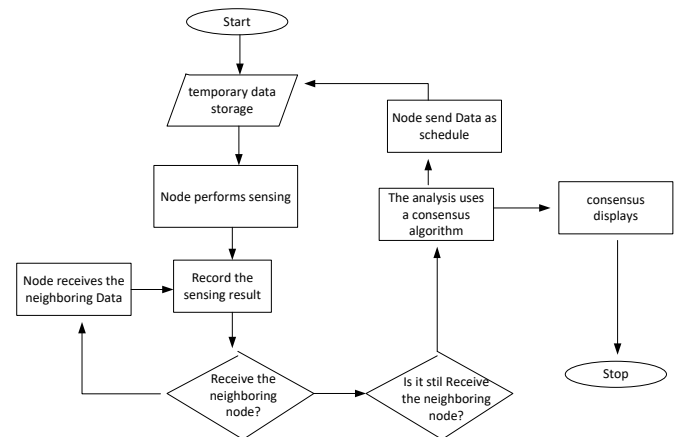 Start
temporary data
storage
Node send Data as
schedule
Node performs sensing
The analysis uses
a consensus
algorithm
consensus
displays
Node receives the
neighboring Data
Record the
sensing result
Receive the
neighboring
node?
Is it stil Receive
the neighboring
node?
Stop